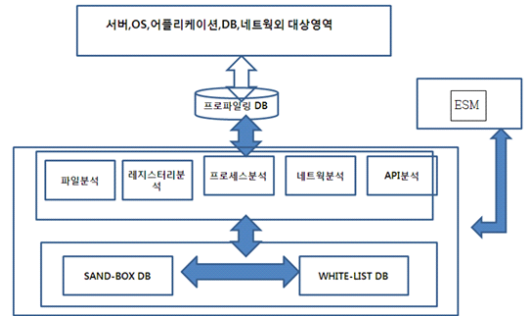 서버,OS,어플리케이션,DB,네트웍외 대상영역
프로파일링 DB
ESM
파일분석
레지스터리분
석
프로세스분석
네트웍분석
API분석
SAND-BOX DB
WHITE-LIST DB